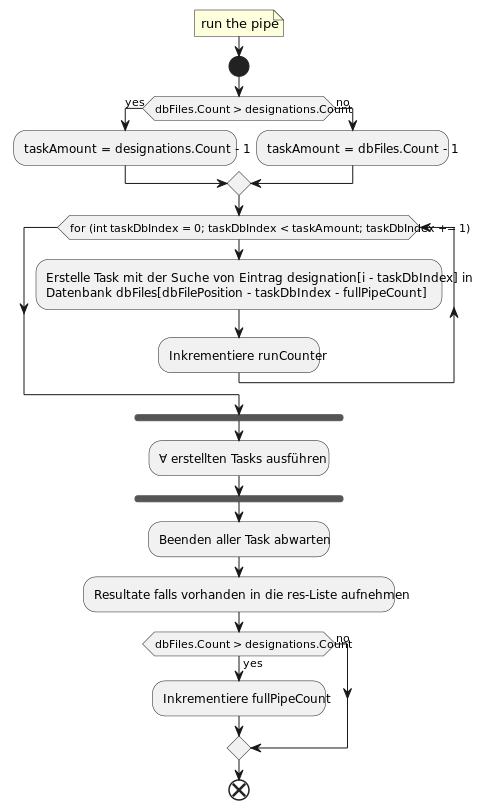 run the pipe
yes
dbFiles.Count > designations.Count
no
taskAmount = designations.Count - 1
taskAmount = dbFiles.Count - 1
for (int taskDbIndex = 0; taskDbIndex < taskAmount; taskDbIndex += 1)
Erstelle Task mit der Suche von Eintrag designation[i - taskDbIndex] in
Datenbank dbFiles[dbFilePosition - taskDbIndex - fullPipeCount]
Inkrementiere runCounter
∀ erstellten Tasks ausführen
Beenden aller Task abwarten
Resultate falls vorhanden in die res-Liste aufnehmen
dbFiles.Count > designations.Count
no
yes
Inkrementiere fullPipeCount